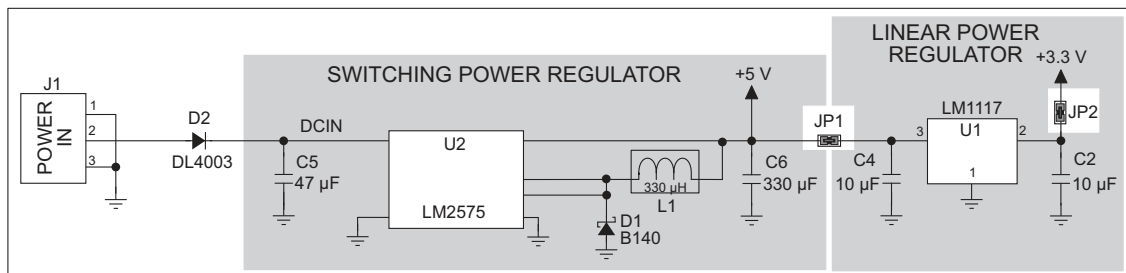 LINEAR POWER
REGULATOR
SWITCHING POWER REGULATOR
+5 V
+3.3 V
J1
POWER
IN
1
2
3
D2
DL4003
DCIN
C5
47 µF
U2
LM2575
330 µH
L1
D1
B140
C6
330 µF
JP1
C4
10 µF
LM1117
3
U1
2
1
JP2
C2
10 µF